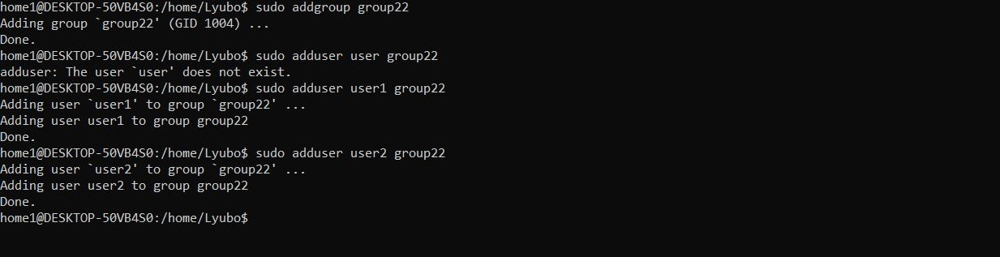 home1@DESKTOP-50VB4S0:/home/Lyubo$ sudo addgroup group22
Adding group `group22' (GID 1004) ...
Done.
home1@DESKTOP-50VB4S0:/home/Lyubo$ sudo adduser user group22
adduser: The user `user' does not exist.
home1@DESKTOP-50VB4S0:/home/Lyubo$ sudo adduser user1 group22
Adding user `user1' to group `group22' ...
Adding user user1 to group group22
Done.
home1@DESKTOP-50VB4S0:/home/Lyubo$ sudo adduser user2 group22
Adding user `user2' to group `group22' ...
Adding user user2 to group group22
Done.
home1@DESKTOP-50VB4S0:/home/Lyubo$